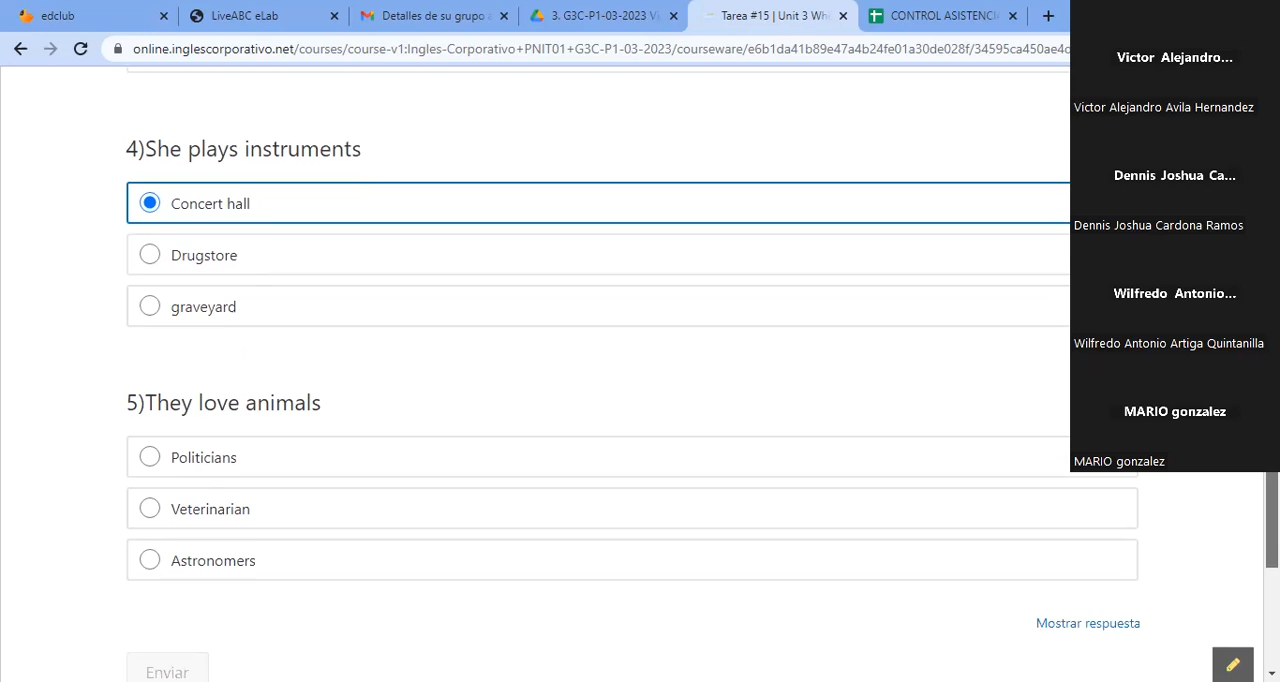 edclub
LiveABC eLab
Detalles de su grupo
3. G3C-P1-03-2023 Vi
Tarea #15 | Unit 3 Whe
CONTROL ASISTENCI
online.inglescorporativo.net/courses/course-v1:Ingles-Corporativo+PNIT01+G3C-P1-03-2023/courseware/e6b1da41b89e47a4b24fe01a30de028f/34595ca450ae4d
4)She plays instruments
Concert hall
Drugstore
graveyard
5)They love animals
Politicians
Veterinarian
Astronomers
Mostrar respuesta
Enviar
Victor Alejandro...
Victor Alejandro Avila Hernandez
Dennis Joshua Ca...
Dennis Joshua Cardona Ramos
Wilfredo Antonio...
Wilfredo Antonio Artiga Quintanilla
MARIO gonzalez
MARIO gonzalez